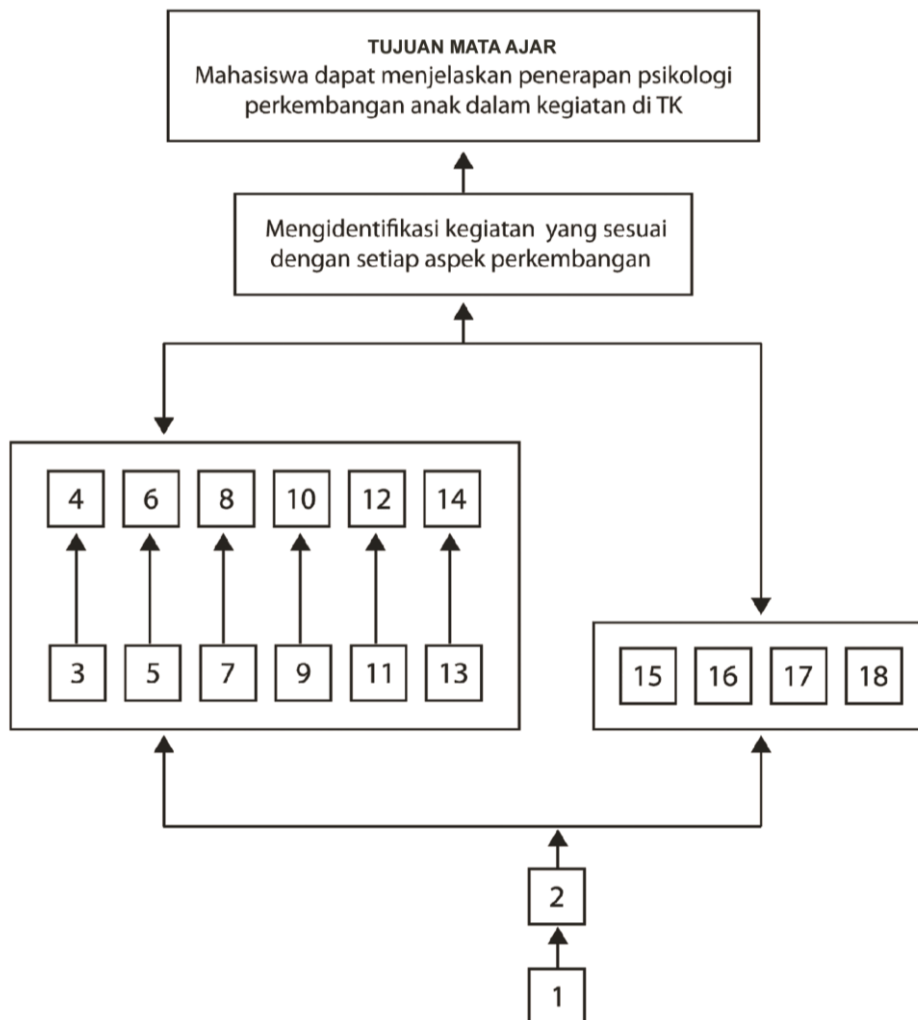 TUJUAN MATA AJAR
Mahasiswa dapat menjelaskan penerapan psikologi
perkembangan anak dalam kegiatan di TK
Mengidentifikasi kegiatan yang sesuai
dengan setiap aspek perkembangan
4 6 8 10 12 14
3 5 7 9 11 13
15 16 17 18
2
1